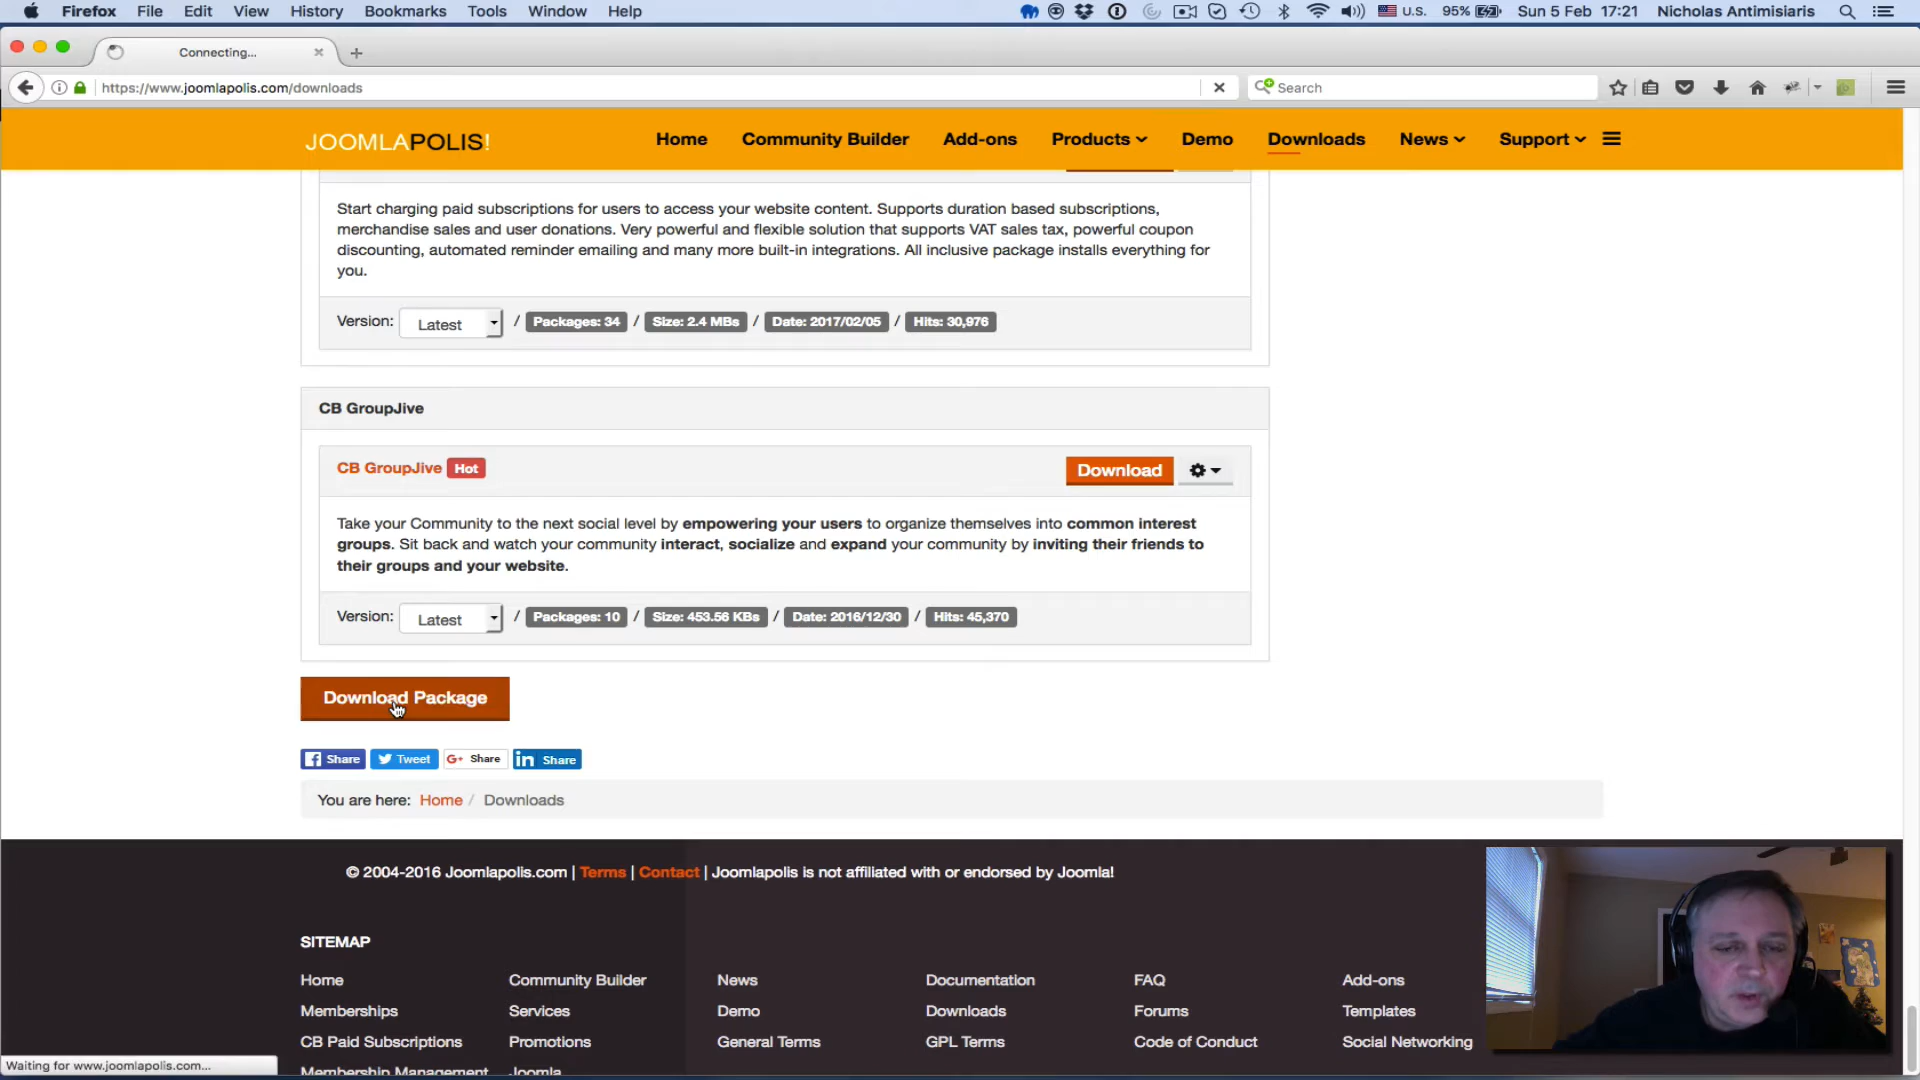 Firefox File Edit View History Bookmarks Tools Window Help U.S. 95% Sun 5 Feb 17:21 Nicholas Antimisiaris
Connecting...
https://www.joomlapolis.com/downloads Search
JOOMLAPOLIS! Home Community Builder Add-ons Products Demo Downloads News Support
Start charging paid subscriptions for users to access your website content. Supports duration based subscriptions,
merchandise sales and user donations. Very powerful and flexible solution that supports VAT sales tax, powerful coupon
discounting, automated reminder emailing and many more built-in integrations. All inclusive package installs everything for
you.
Version: Latest / Packages: 34 / Size: 2.4 MBs / Date: 2017/02/05 / Hits: 30,976
CB GroupJive
CB GroupJive Hot Download
Take your Community to the next social level by empowering your users to organize themselves into common interest
groups. Sit back and watch your community interact, socialize and expand your community by inviting their friends to
their groups and your website.
Version: Latest / Packages: 10 / Size: 453.56 KBs / Date: 2016/12/30 / Hits: 45,370
Download Package
Share Tweet G+ Share in Share
You are here: Home / Downloads
© 2004-2016 Joomlapolis.com | Terms | Contact | Joomlapolis is not affiliated with or endorsed by Joomla!
SITEMAP
Home Community Builder News Documentation FAQ Add-ons
Memberships Services Demo Downloads Forums Templates
CB Paid Subscriptions Promotions General Terms GPL Terms Code of Conduct Social Networking
Membership Management Joomla
Waiting for www.joomlapolis.com...